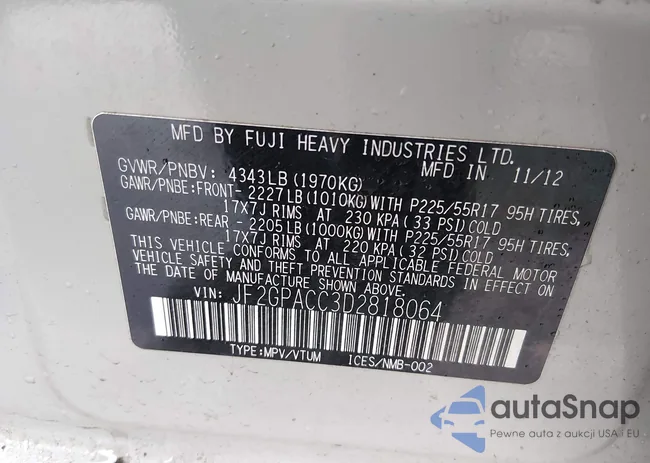 MFD BY FUJI HEAVY INDUSTRIES LTD.
GVWR/PNBV: 4343LB(1970KG) MFD IN 11/12
GAWR/PNBE:FRONT- 2227LB(1010KG)WITH P225/55R17 95H TIRES,
17X7J RIMS AT 230 KPA(33 PSI)COLD
GAWR/PNBE:REAR - 2205LB(1000KG)WITH P225/55R17 95H TIRES,
17X7J RIMS AT 220 KPA(32 PSI)COLD
THIS VEHICLE CONFORMS TO ALL APPLICABLE FEDERAL MOTOR
VEHICLE SAFETY AND THEFT PREVENTION STANDARDS IN EFFECT ON
THE DATE OF MANUFACTURE SHOWN ABOVE.
VIN: JF2GPACC3D2818064
TYPE:MPV/VTUM ICES/NMB-002
autaSnap
Pewne auta z aukcji USA i EU